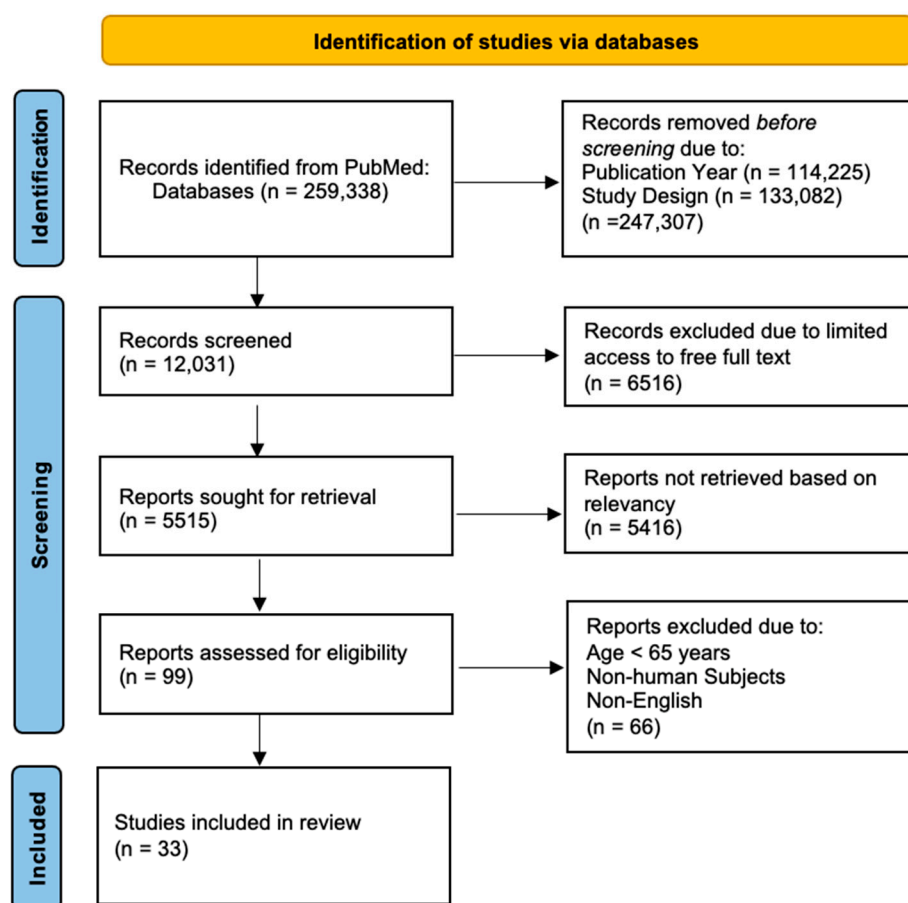 Identification of studies via databases
Identification
Records identified from PubMed:
Databases (n = 259,338)
Records removed before
screening due to:
Publication Year (n = 114,225)
Study Design (n = 133,082)
(n =247,307)
Screening
Records screened
(n = 12,031)
Records excluded due to limited
access to free full text
(n = 6516)
Reports sought for retrieval
(n = 5515)
Reports not retrieved based on
relevancy
(n = 5416)
Reports assessed for eligibility
(n = 99)
Reports excluded due to:
Age < 65 years
Non-human Subjects
Non-English
(n = 66)
Included
Studies included in review
(n = 33)